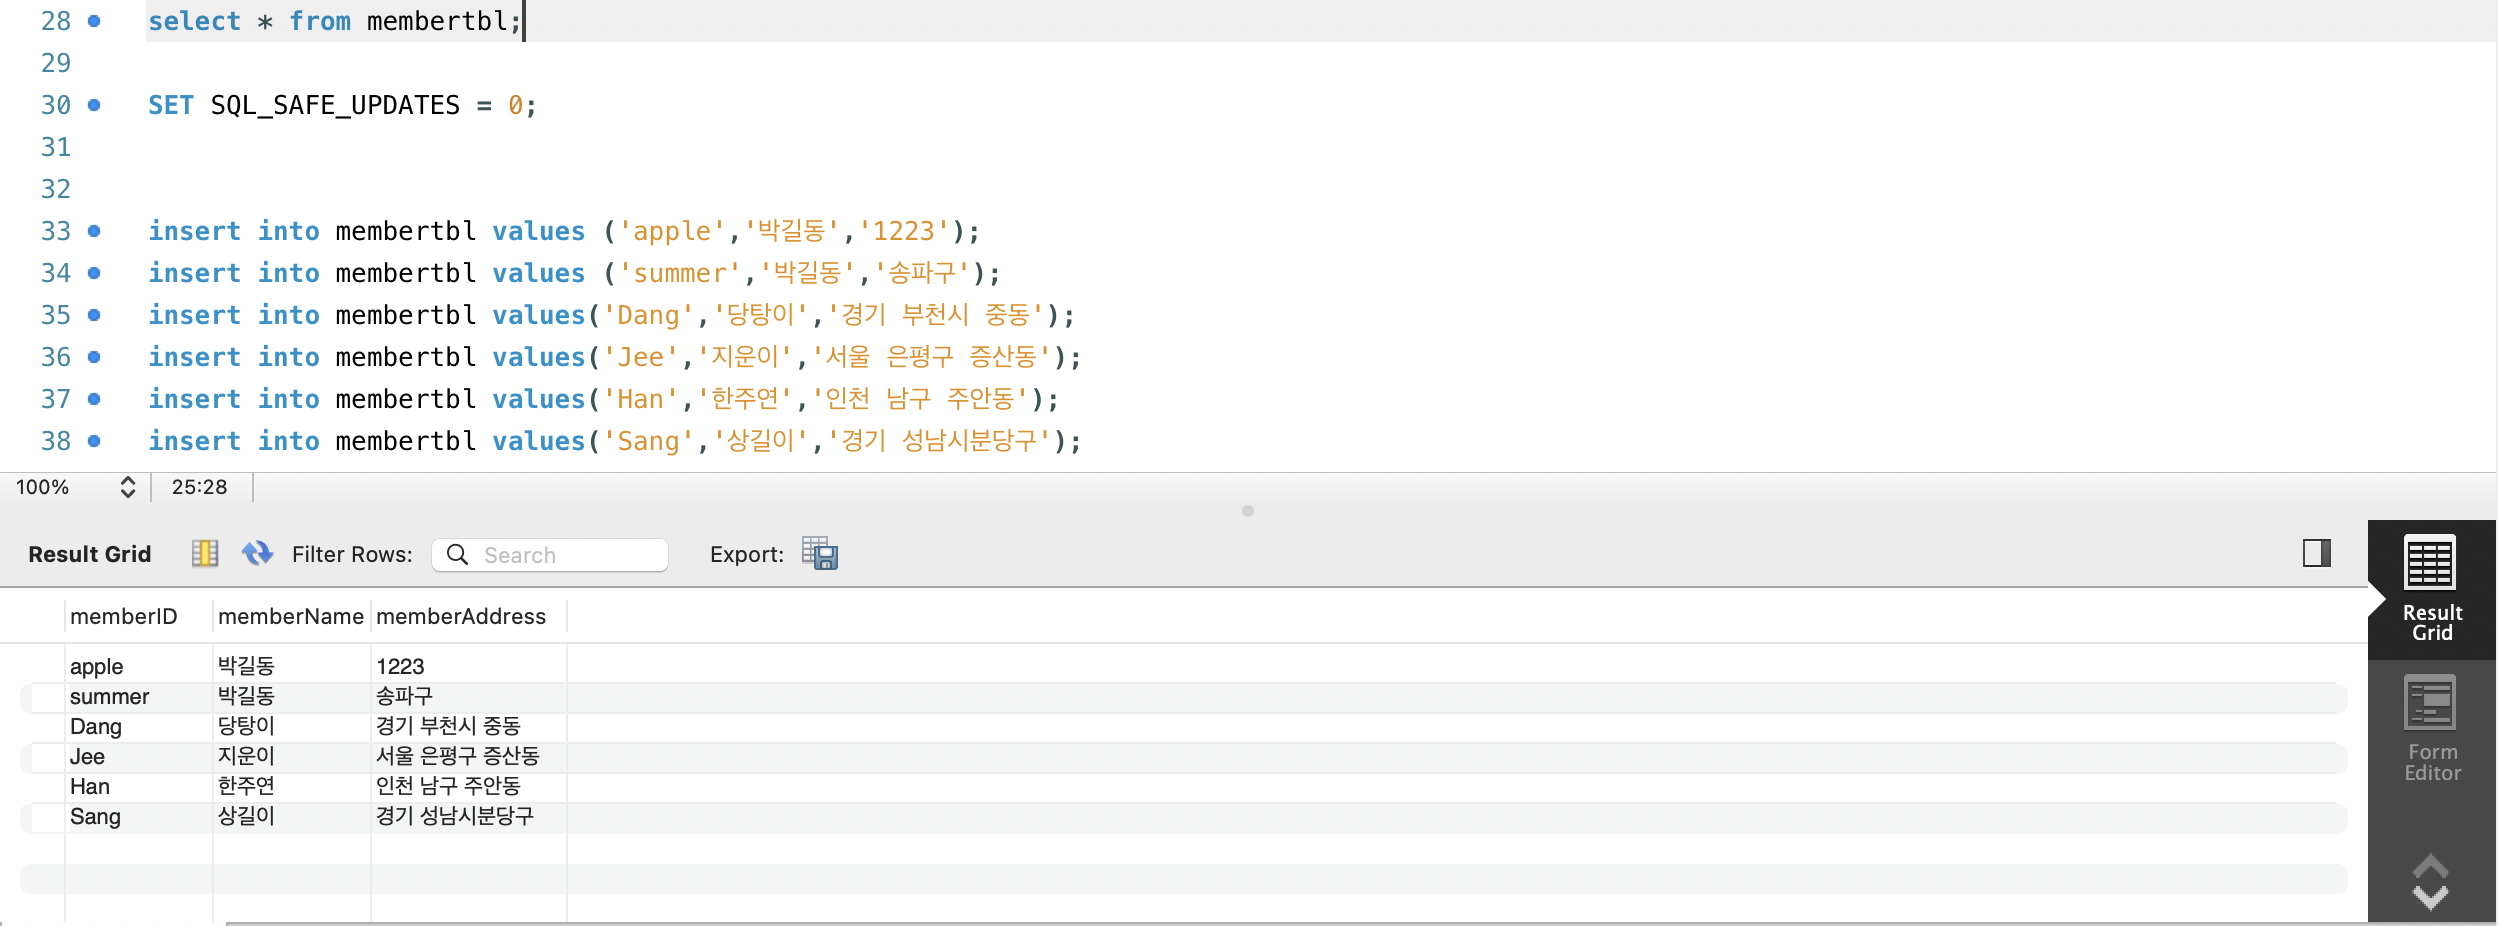 28 select * from membertbl;
29
30 SET SQL_SAFE_UPDATES = 0;
31
32
33 insert into membertbl values ('apple','박길동','1223');
34 insert into membertbl values ('summer','박길동','송파구');
35 insert into membertbl values('Dang','당탕이','경기 부천시 중동');
36 insert into membertbl values('Jee','지운이','서울 은평구 증산동');
37 insert into membertbl values('Han','한주연','인천 남구 주안동');
38 insert into membertbl values('Sang','상길이','경기 성남시분당구');
100% 25:28
Result Grid Filter Rows: Search Export:
memberID memberName memberAddress
apple 박길동 1223
summer 박길동 송파구
Dang 당탕이 경기 부천시 중동
Jee 지운이 서울 은평구 증산동
Han 한주연 인천 남구 주안동
Sang 상길이 경기 성남시분당구
Result
Grid
Form
Editor